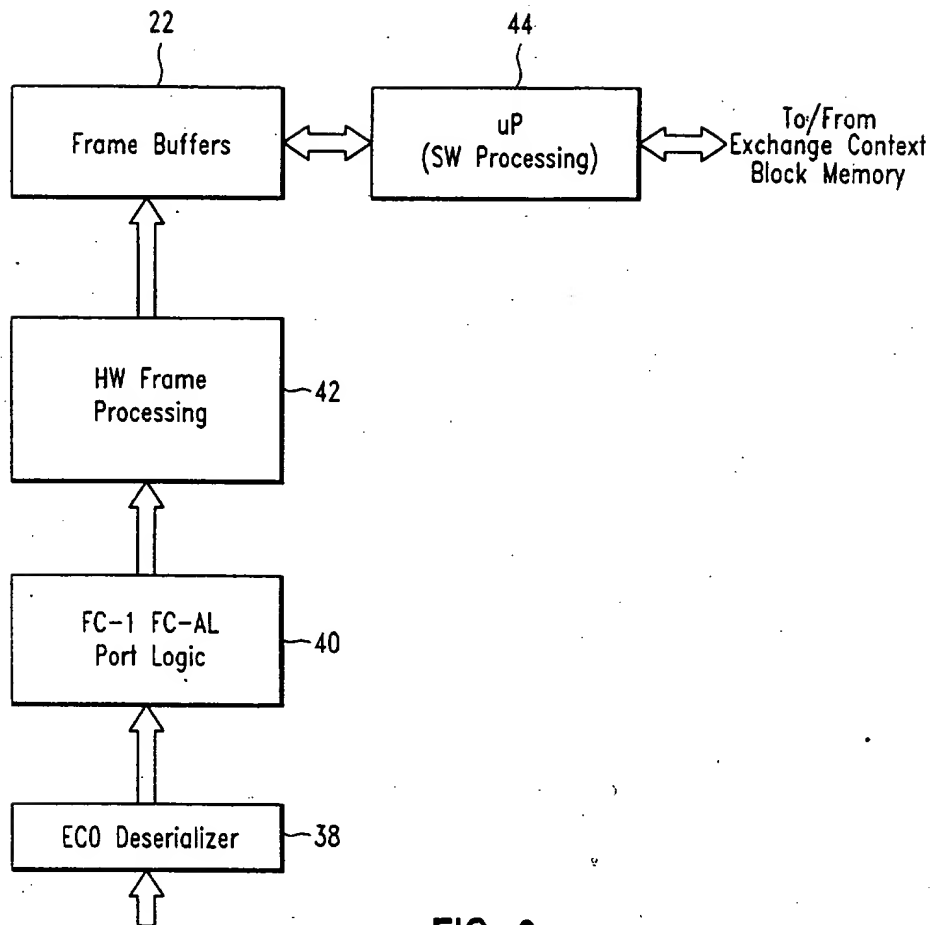 22
44
Frame Buffers
uP
(SW Processing)
To/From
Exchange Context
Block Memory
HW Frame
Processing
42
FC-1 FC-AL
Port Logic
40
EC0 Deserializer
38